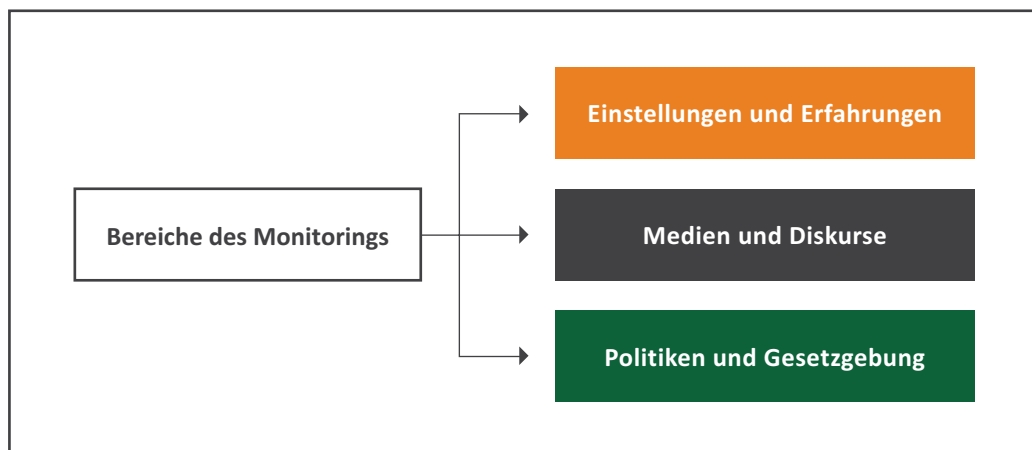 Einstellungen und Erfahrungen
Bereiche des Monitorings
Medien und Diskurse
Politiken und Gesetzgebung